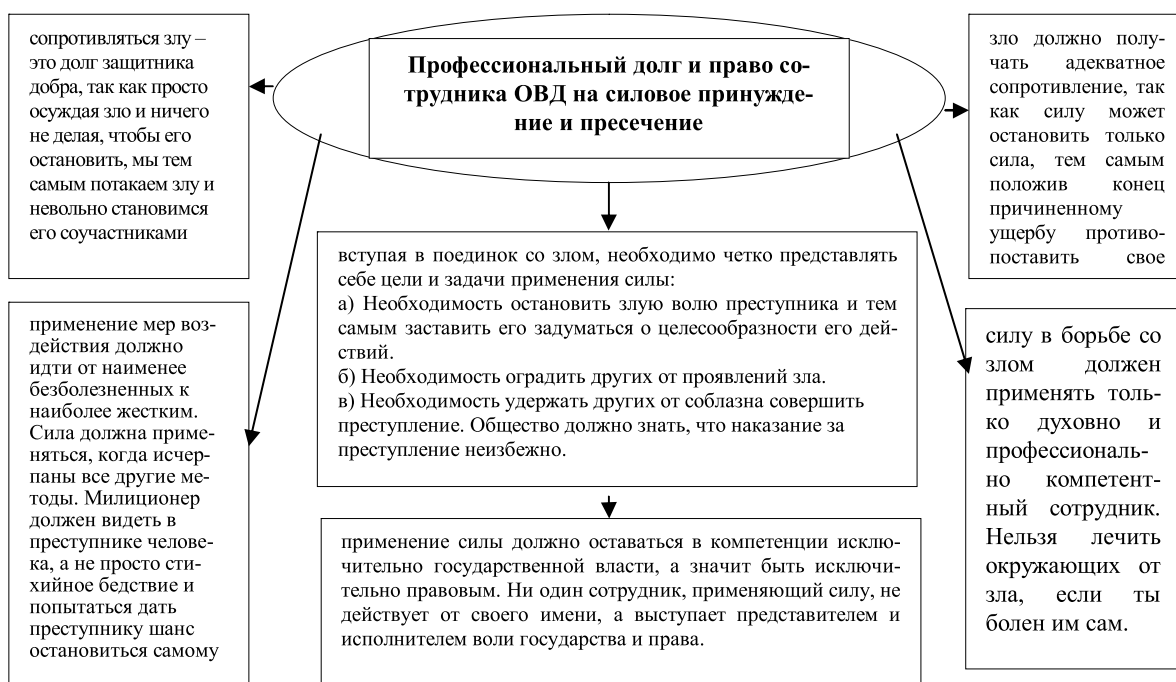 Профессиональный долг и право со-
трудника ОВД на силовое принужде-
ние и пресечение
сопротивляться злу –
это долг защитника
добра, так как просто
осуждая зло и ничего
не делая, чтобы его
остановить, мы тем
самым потакаем злу и
невольно становимся
его соучастниками
зло должно полу-
чать адекватное
сопротивление, так
как силу может
остановить только
сила, тем самым
положив конец
причиненному
ущербу противо-
поставить свое
применение мер воз-
действия должно
идти от наименее
безболезненных к
наиболее жестким.
Сила должна приме-
няться, когда исчер-
паны все другие ме-
тоды. Милиционер
должен видеть в
преступнике челове-
ка, а не просто сти-
хийное бедствие и
попытаться дать
преступнику шанс
остановиться самому
вступая в поединок со злом, необходимо четко представлять
себе цели и задачи применения силы:
а) Необходимость остановить злую волю преступника и тем
самым заставить его задуматься о целесообразности его дей-
ствий.
б) Необходимость оградить других от проявлений зла.
в) Необходимость удержать других от соблазна совершить
преступление. Общество должно знать, что наказание за
преступление неизбежно.
силу в борьбе со
злом должен
применять толь-
ко духовно и
профессиональ-
но компетент-
ный сотрудник.
Нельзя лечить
окружающих от
зла, если ты
болен им сам.
применение силы должно оставаться в компетенции исклю-
чительно государственной власти, а значит быть исключи-
тельно правовым. Ни один сотрудник, применяющий силу, не
действует от своего имени, а выступает представителем и
исполнителем воли государства и права.